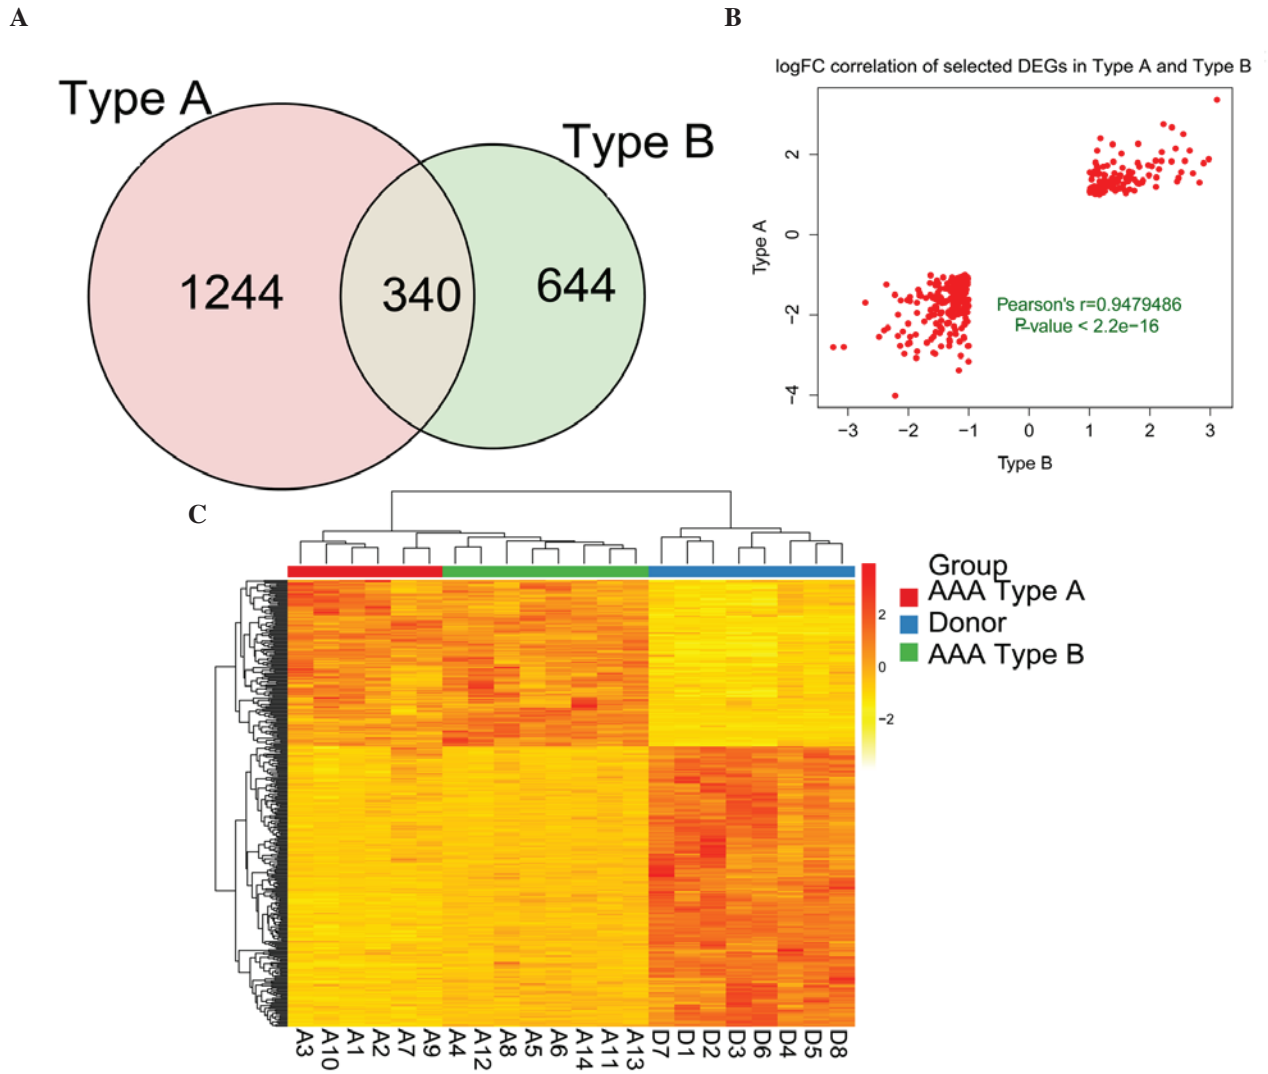 A
Type A
Type B
1244
340
644
B
logFC correlation of selected DEGs in Type A and Type B
Type A
2
0
−2
−4
Pearson's r=0.9479486
P-value < 2.2e−16
−3 −2 −1 0 1 2 3
Type B
C
Group
AAA Type A
Donor
AAA Type B
2
0
−2
A3 A10 A1 A2 A7 A9 A4 A12 A8 A5 A6 A14 A11 A13 D7 D1 D2 D3 D6 D4 D5 D8